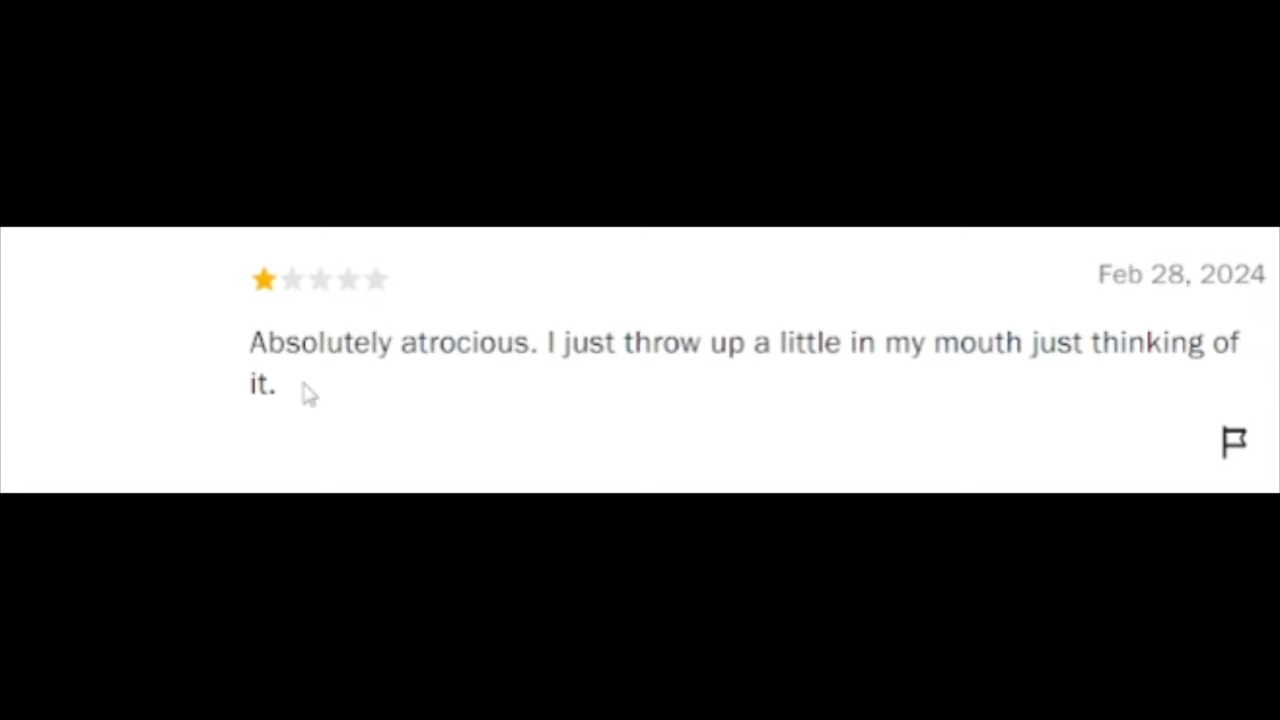 Feb 28, 2024
Absolutely atrocious. I just throw up a little in my mouth just thinking of
it.